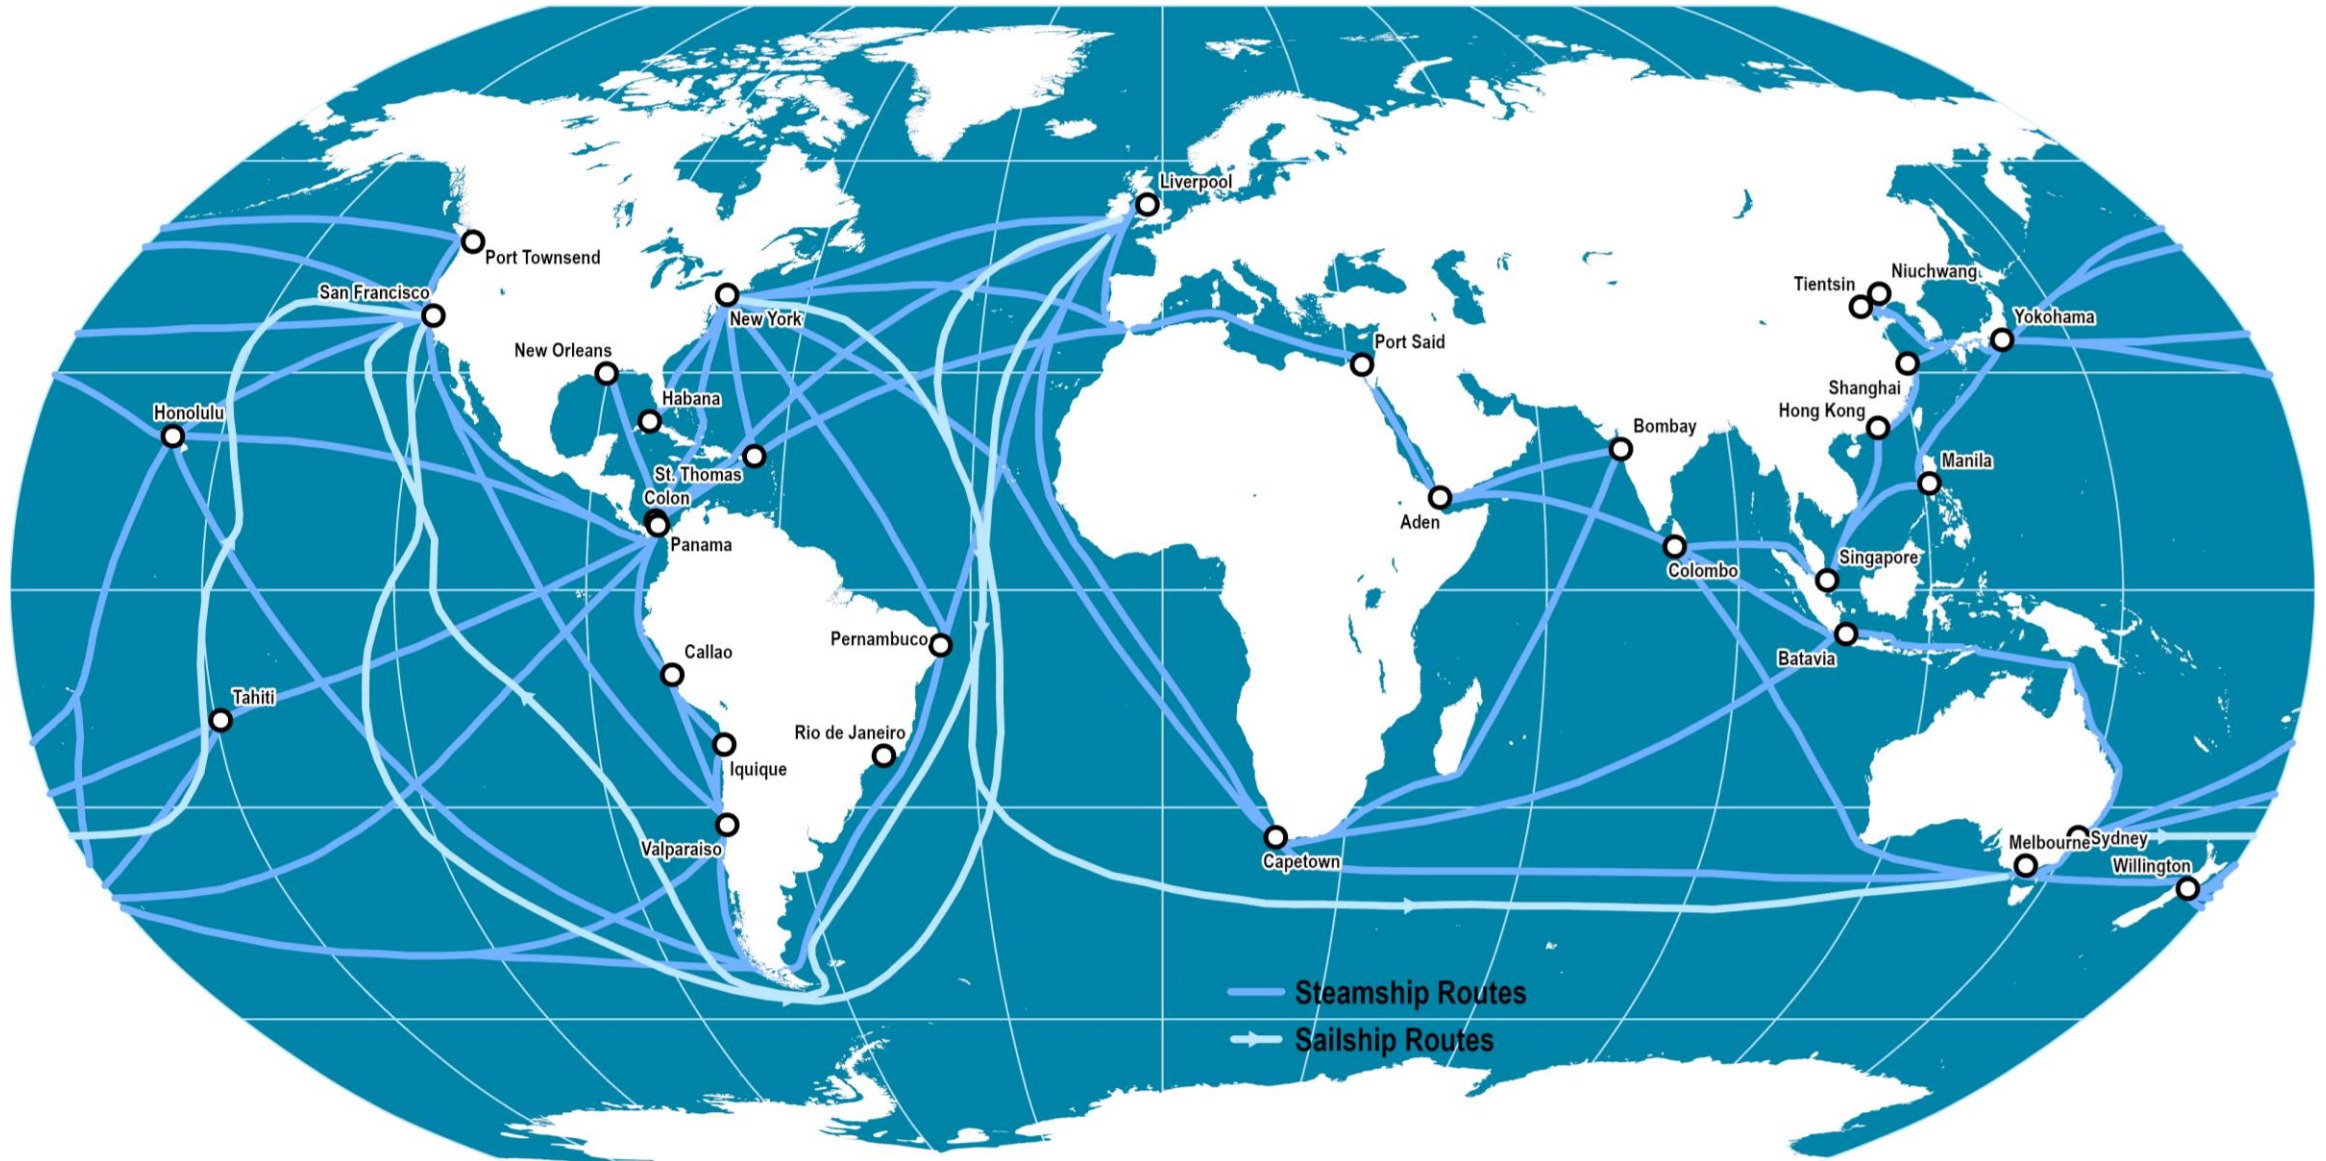 Liverpool
Port Townsend
San Francisco
New York
New Orleans
Habana
Honolulu
St. Thomas
Colon
Panama
Callao
Pernambuco
Tahiti
Rio de Janeiro
Iquique
Valparaiso
Port Said
Aden
Bombay
Colombo
Capetown
Tientsin
Niuchwang
Yokohama
Shanghai
Hong Kong
Manila
Singapore
Batavia
Melbourne
Sydney
Willington
Steamship Routes
Sailship Routes